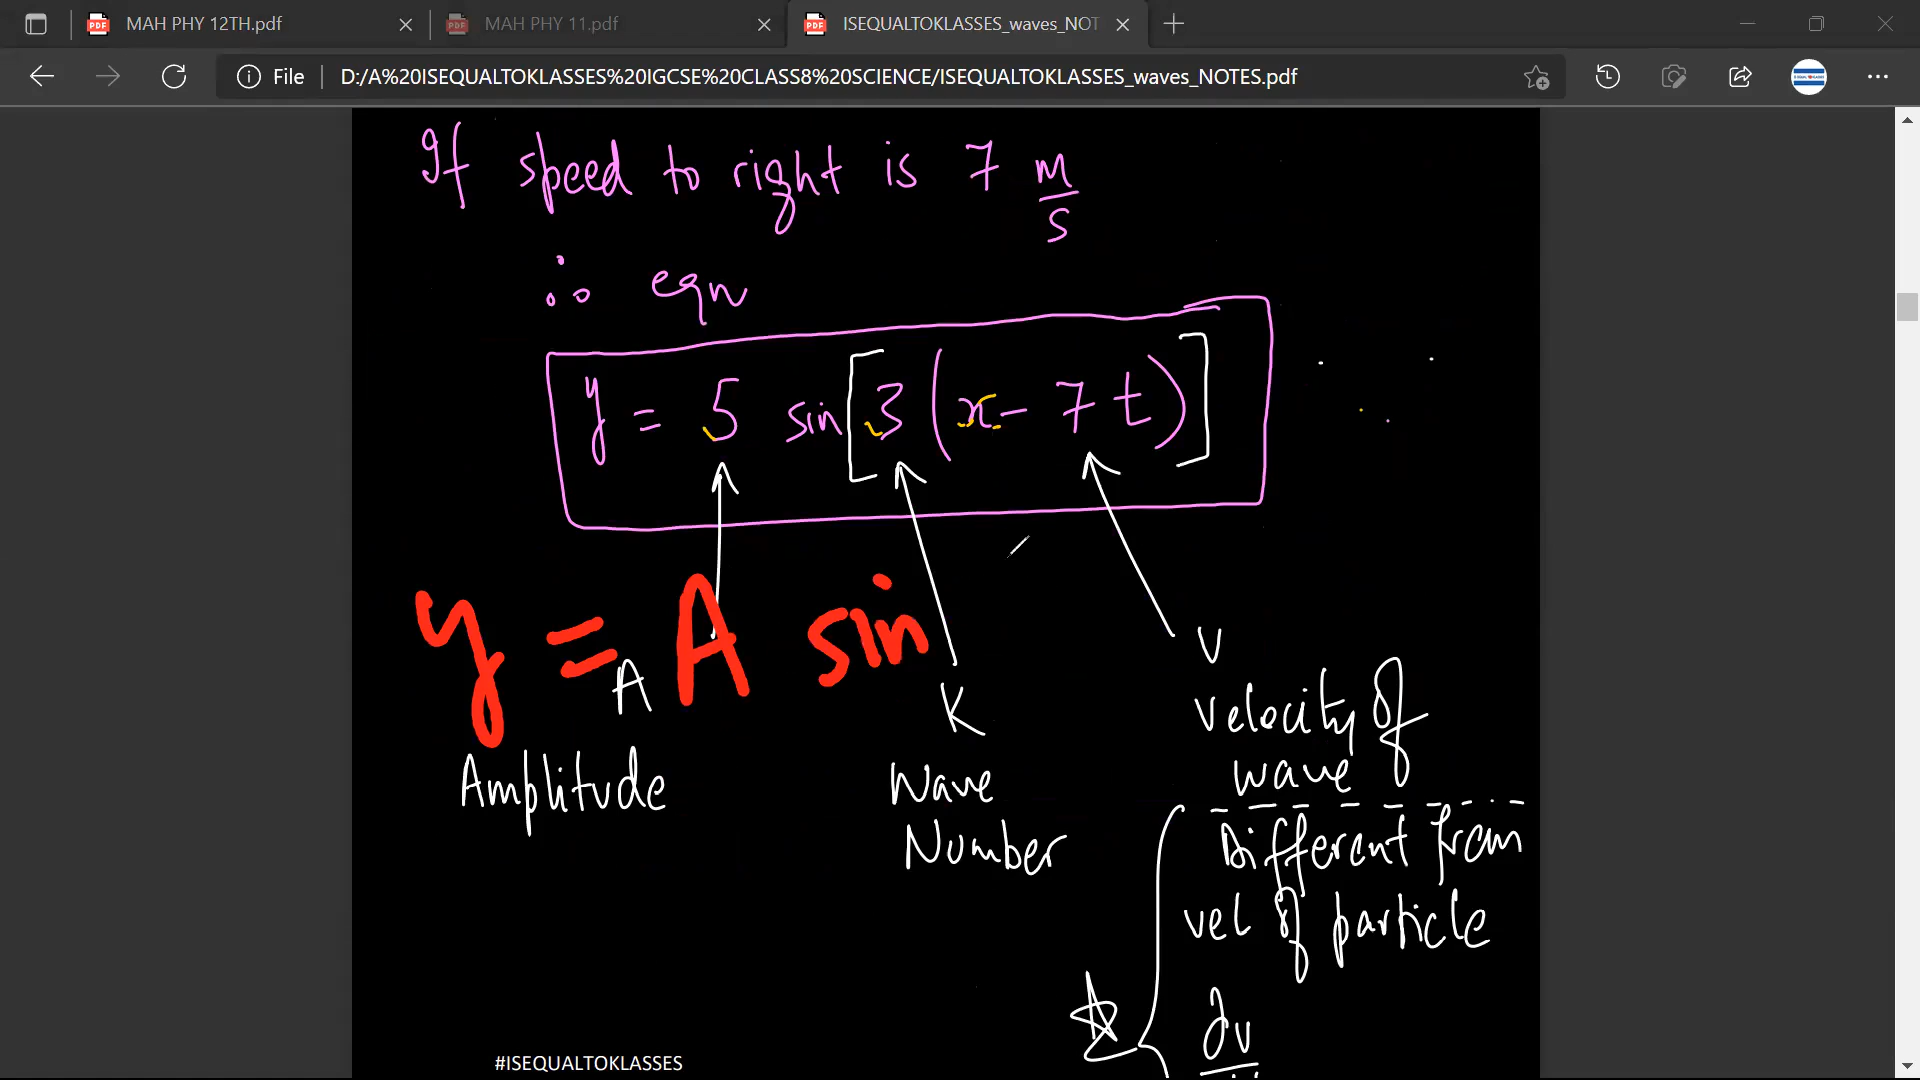 MAH PHY 12TH.pdf
MAH PHY 11.pdf
ISEQUALTOKLASSES_waves_NOT
File
D:/A%20ISEQUALTOKLASSES%20IGCSE%20CLASS8%20SCIENCE/ISEQUALTOKLASSES_waves_NOTES.pdf
If speed to right is 7 m/s
∴ eqn
y = 5 sin[3(x - 7t)]
y = A sin
A
K
V
Amplitude
Wave
Number
Velocity of
wave
Different from
vel of particle
#ISEQUALTOKLASSES